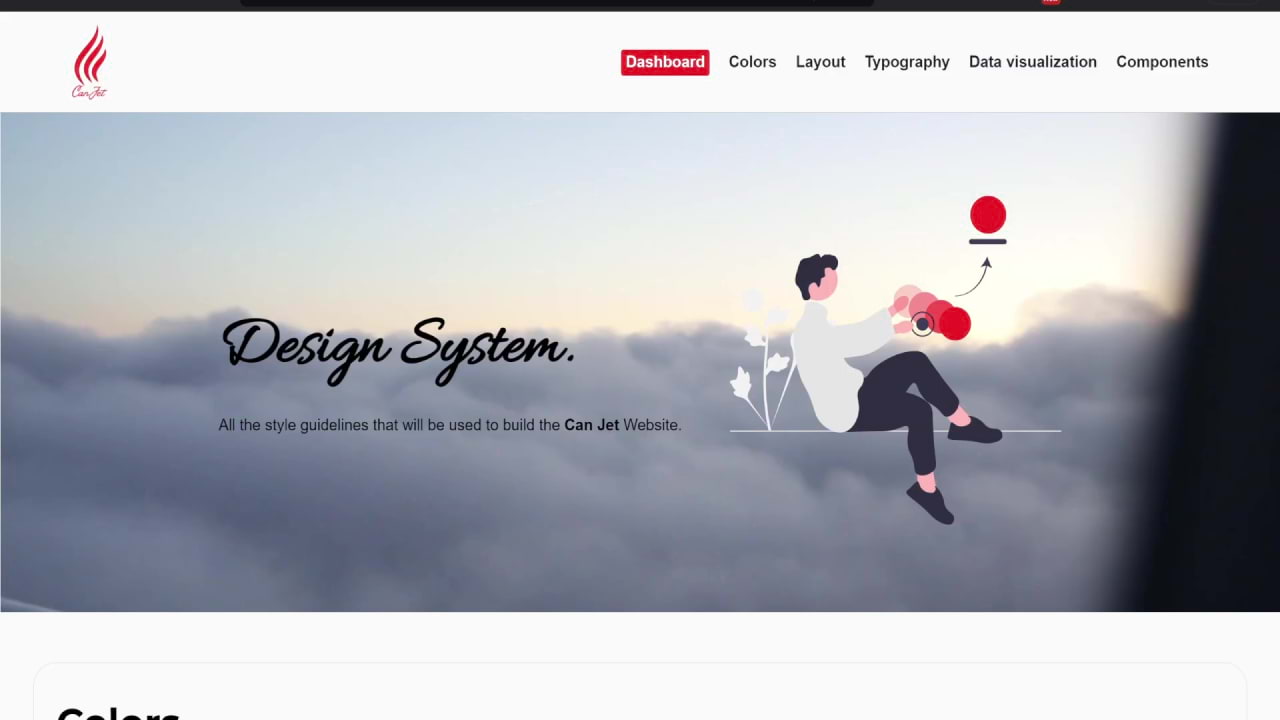 Can Jet
Dashboard Colors Layout Typography Data visualization Components
Design System.
All the style guidelines that will be used to build the Can Jet Website.
Colors